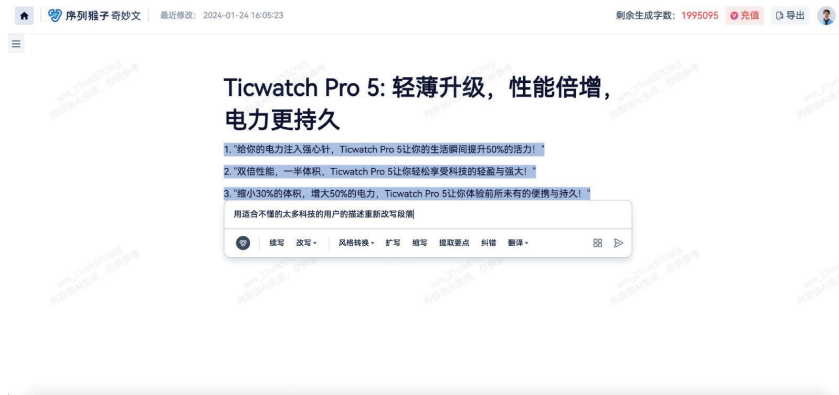 序列猴子 奇妙文 最近修改： 2024-01-24 16:05:23 剩余生成字数：1995095 充值 导出
Ticwatch Pro 5: 轻薄升级，性能倍增，
电力更持久
1. "给你的电力注入强心针，Ticwatch Pro 5让你的生活瞬间提升50%的活力！"
2. "双倍性能，一半体积，Ticwatch Pro 5让你轻松享受科技的轻盈与强大！"
3. "缩小30%的体积，增大50%的电力，Ticwatch Pro 5让你体验前所未有的便携与持久！"
用适合不懂的太多科技的用户的描述重新改写段落
续写 改写 风格转换 扩写 缩写 提取要点 纠错 翻译